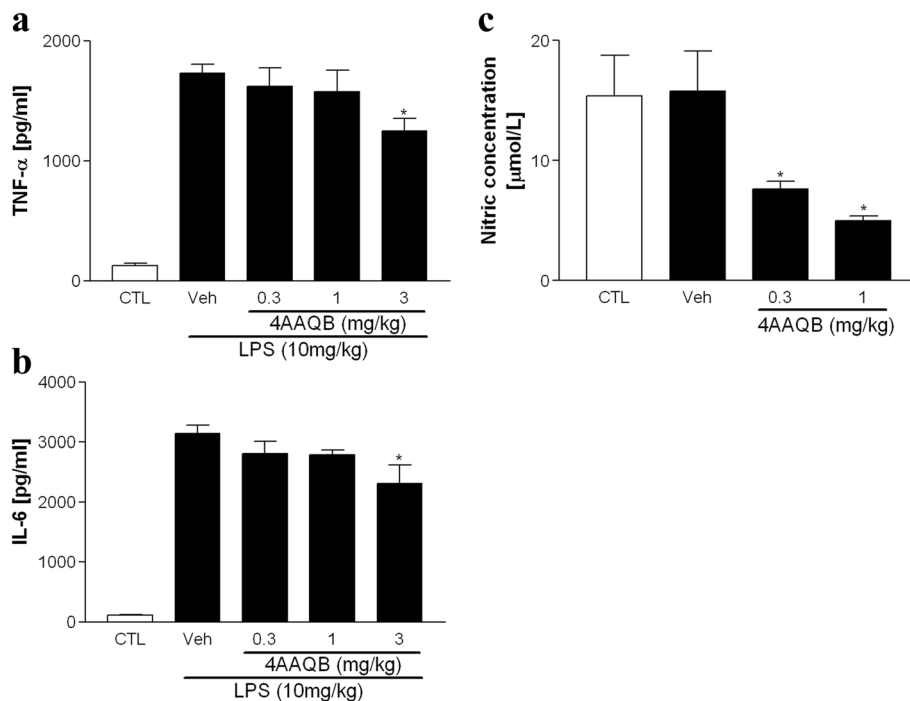 a
TNF-α [pg/ml]
2000
1000
0
*
CTL
Veh
0.3
1
3
4AAQB (mg/kg)
LPS (10mg/kg)
b
IL-6 [pg/ml]
4000
3000
2000
1000
0
*
CTL
Veh
0.3
1
3
4AAQB (mg/kg)
LPS (10mg/kg)
c
Nitric concentration
[μmol/L]
20
10
0
*
*
CTL
Veh
0.3
1
4AAQB (mg/kg)